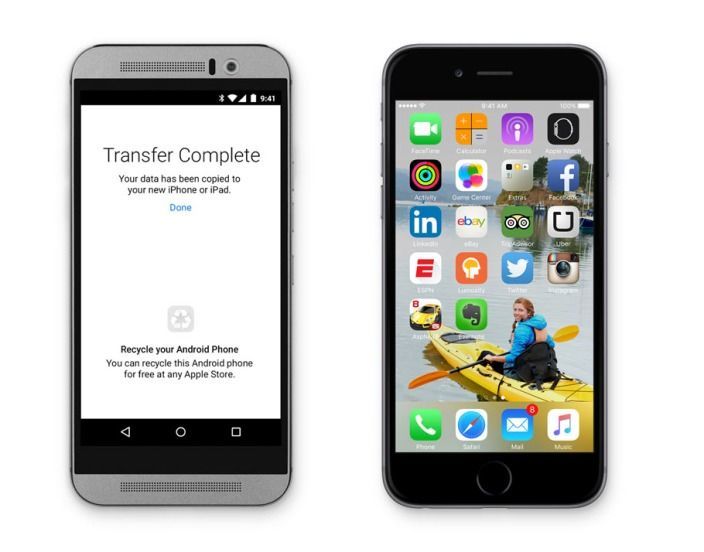 9:41
Transfer Complete
Your data has been copied to
your new iPhone or iPad.
Done
Recycle your Android Phone
You can recycle this Android phone
for free at any Apple Store.
9:41 AM 100%
FaceTime Calculator Podcasts Apple Watch
Activity Game Center Extras Facebook
in ebay
LinkedIn eBay TripAdvisor Uber
ESPN Lumosity Twitter Instagram
8
Evernote
8
Phone Safari Mail Music